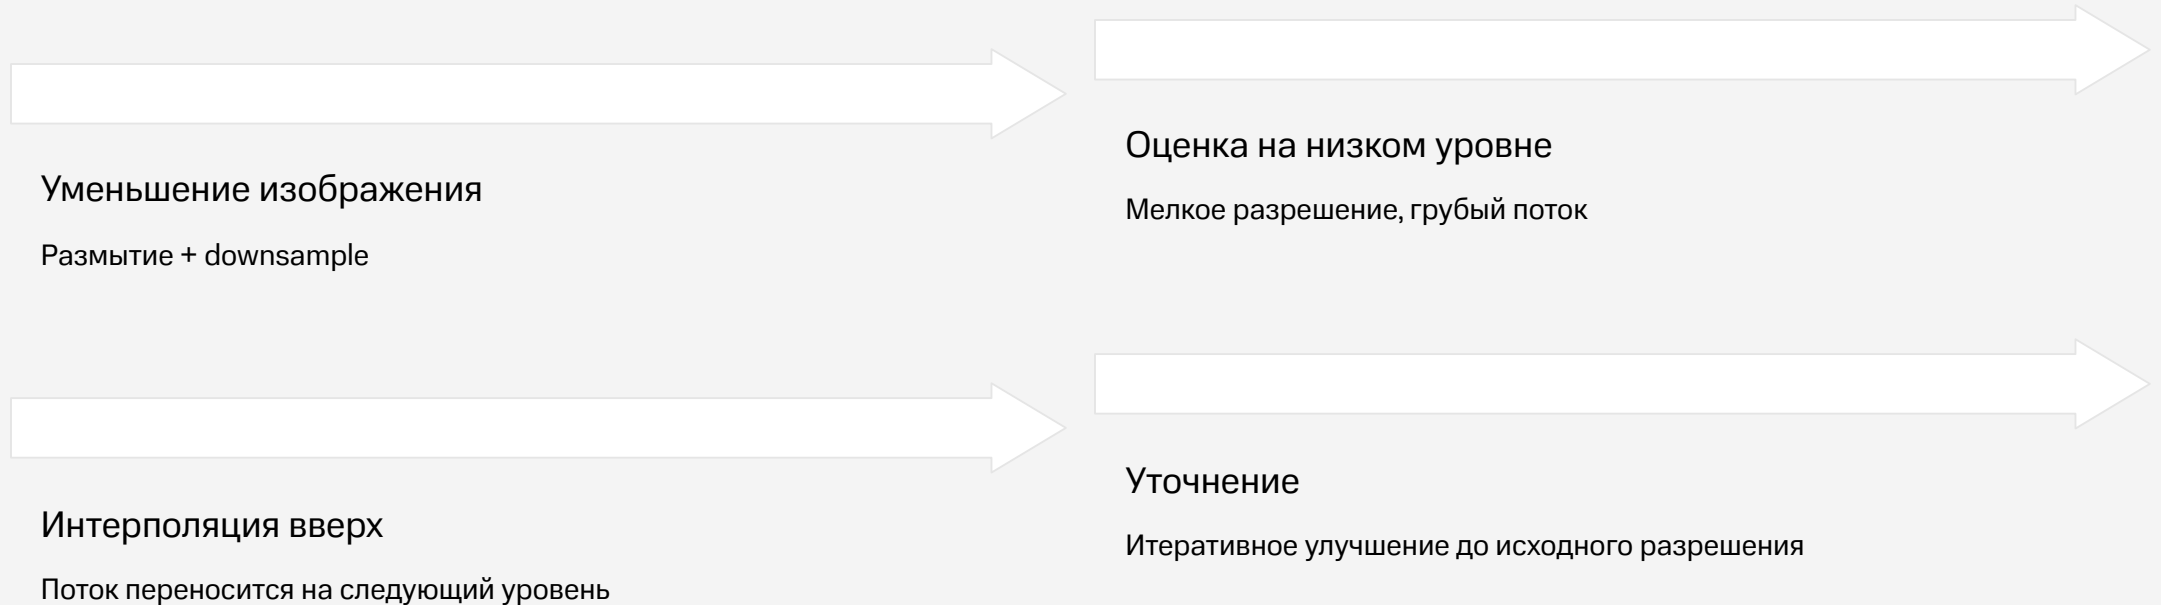 Уменьшение изображения
Размытие + downsample
Оценка на низком уровне
Мелкое разрешение, грубый поток
Интерполяция вверх
Поток переносится на следующий уровень
Уточнение
Итеративное улучшение до исходного разрешения